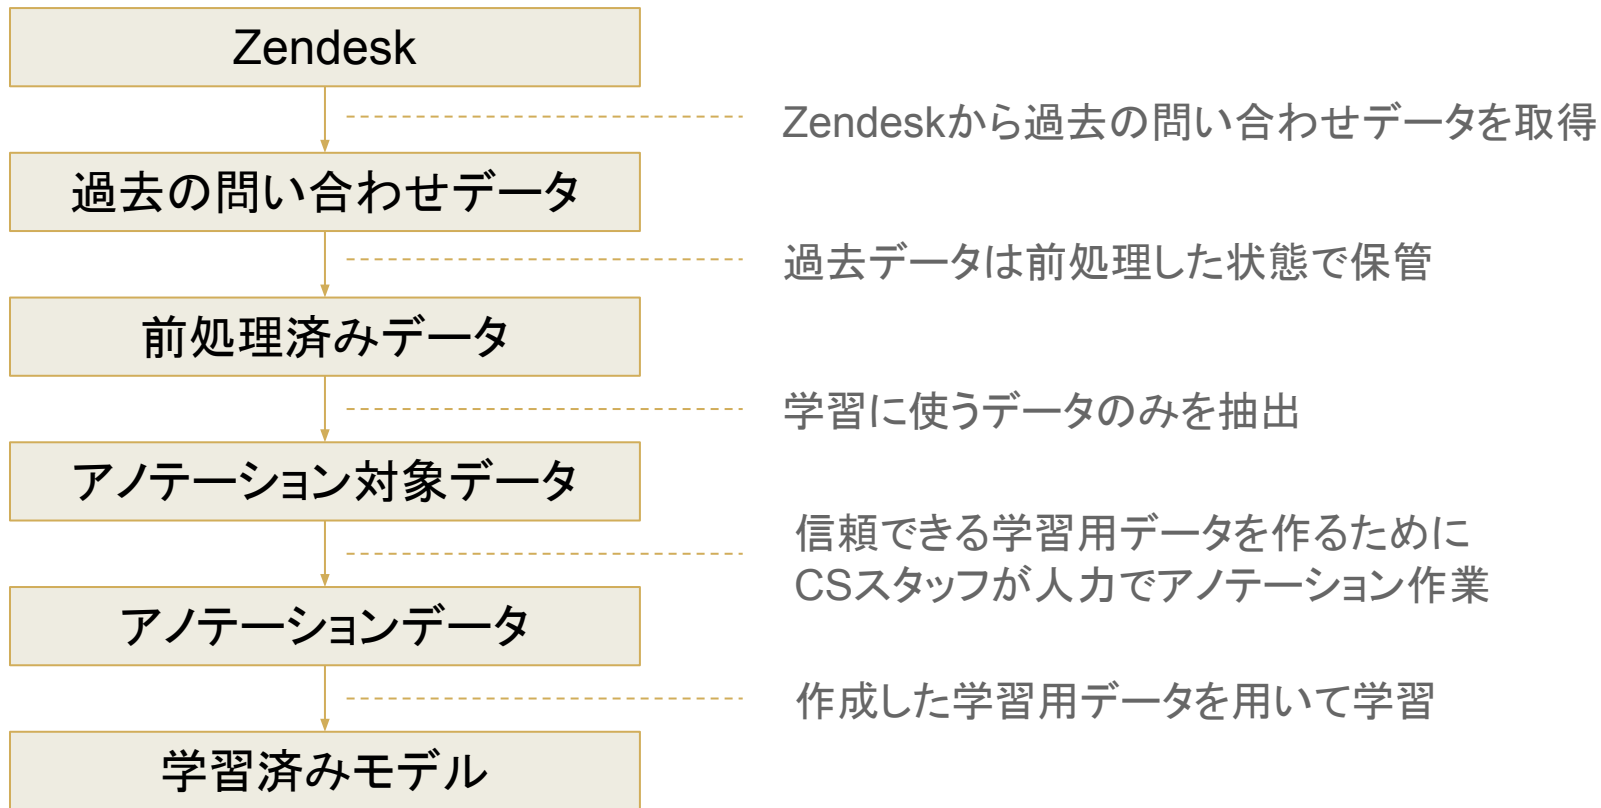 Zendesk
Zendeskから過去の問い合わせデータを取得
過去の問い合わせデータ
過去データは前処理した状態で保管
前処理済みデータ
学習に使うデータのみを抽出
アノテーション対象データ
信頼できる学習用データを作るために
CSスタッフが人力でアノテーション作業
アノテーションデータ
作成した学習用データを用いて学習
学習済みモデル